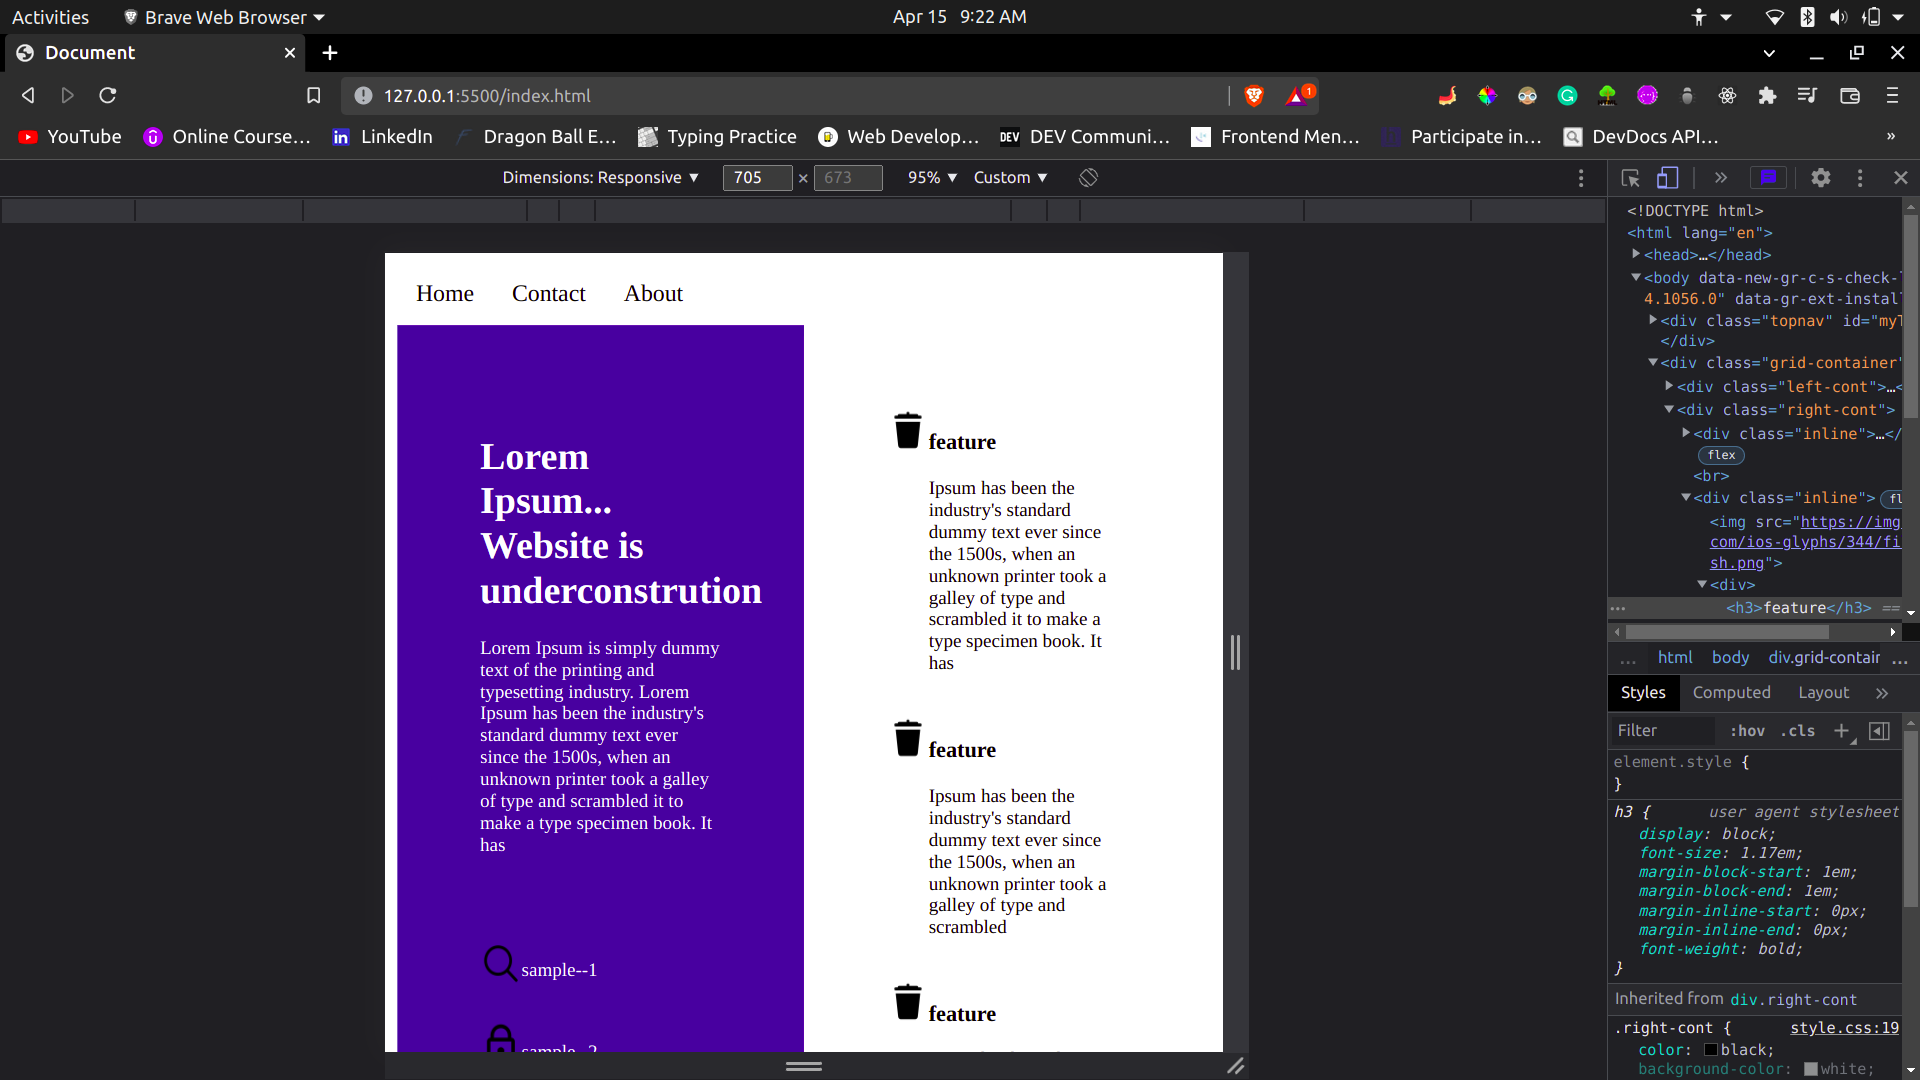 Activities
Brave Web Browser
Apr 15 9:22 AM
Document
127.0.0.1:5500/index.html
1
YouTube
Online Course...
LinkedIn
Dragon Ball E...
Typing Practice
Web Develop...
DEV Communi...
Frontend Men...
Participate in...
DevDocs API...
»
Dimensions: Responsive
705
×
673
95%
Custom
Home
Contact
About
Lorem
Ipsum...
Website is
underconstrution
Lorem Ipsum is simply dummy
text of the printing and
typesetting industry. Lorem
Ipsum has been the industry's
standard dummy text ever
since the 1500s, when an
unknown printer took a galley
of type and scrambled it to
make a type specimen book. It
has
sample--1
sample--2
feature
Ipsum has been the
industry's standard
dummy text ever since
the 1500s, when an
unknown printer took a
galley of type and
scrambled it to make a
type specimen book. It
has
feature
Ipsum has been the
industry's standard
dummy text ever since
the 1500s, when an
unknown printer took a
galley of type and
scrambled
feature
<!DOCTYPE html>
<html lang="en">
<head>…</head>
<body data-new-gr-c-s-check-
4.1056.0" data-gr-ext-instal
<div class="topnav" id="my
</div>
<div class="grid-container"
<div class="left-cont">…<
<div class="right-cont">
<div class="inline">…</
flex
<br>
<div class="inline">
fl
<img src="https://img
com/ios-glyphs/344/fi
sh.png">
<div>
<h3>feature</h3> ==
... html body div.grid-contain ...
Styles Computed Layout »
Filter :hov .cls +
element.style {
}
h3 { user agent stylesheet
display: block;
font-size: 1.17em;
margin-block-start: 1em;
margin-block-end: 1em;
margin-inline-start: 0px;
margin-inline-end: 0px;
font-weight: bold;
}
Inherited from div.right-cont
.right-cont { style.css:19
color: black;
background-color: white;